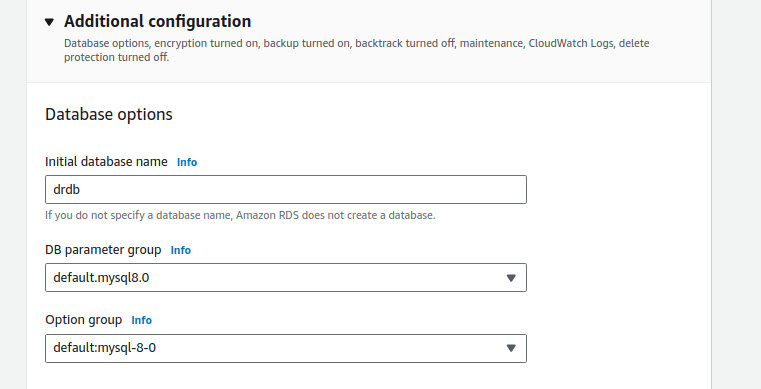 Additional configuration
Database options, encryption turned on, backup turned on, backtrack turned off, maintenance, CloudWatch Logs, delete
protection turned off.
Database options
Initial database name Info
drdb
If you do not specify a database name, Amazon RDS does not create a database.
DB parameter group Info
default.mysql8.0
Option group Info
default:mysql-8-0